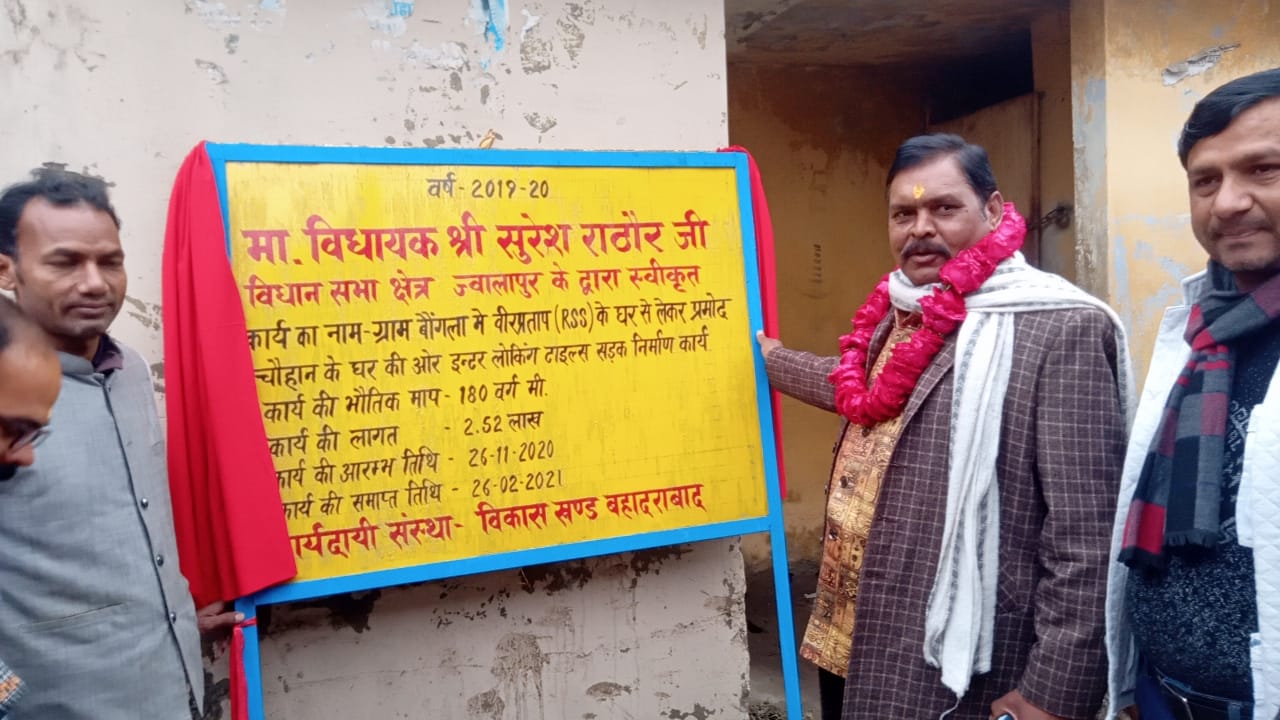 वर्ष - 2019-20
मा. विधायक श्री सुरेश राठौर जी
विधान सभा क्षेत्र ज्वालापुर के द्वारा स्वीकृत
कार्य का नाम-ग्राम बौंगला मे वीरप्रताप (RSS) के घर से लेकर प्रमोद
चौहान के घर की ओर इन्टर लोकिंग टाइल्स सड़क निर्माण कार्य
कार्य की भौतिक माप - 180 वर्ग मी.
कार्य की लागत - 2.52 लाख
कार्य की आरम्भ तिथि - 26-11-2020
कार्य की समाप्त तिथि - 26-02-2021
ार्यदायी संस्था - विकास खण्ड बहादराबाद